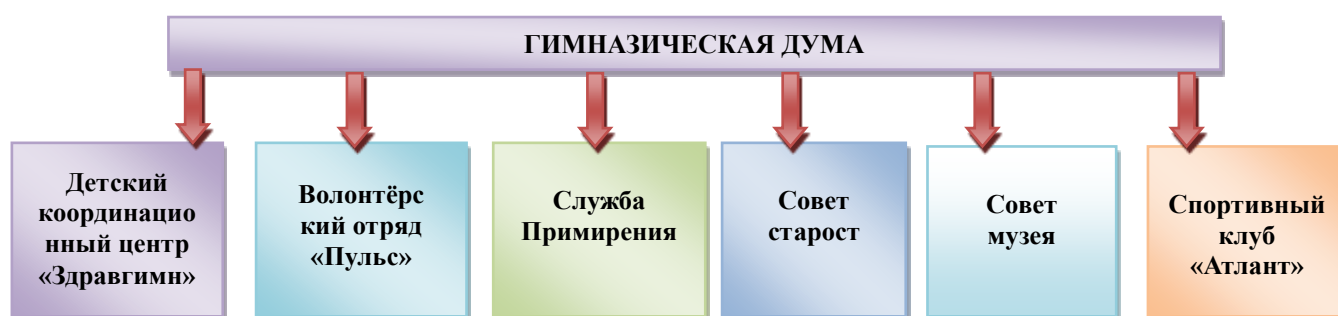 ГИМНАЗИЧЕСКАЯ ДУМА
Детский
координацио
нный центр
«Здравгимн»
Волонтёрс
кий отряд
«Пульс»
Служба
Примирения
Совет
старост
Совет
музея
Спортивный
клуб
«Атлант»